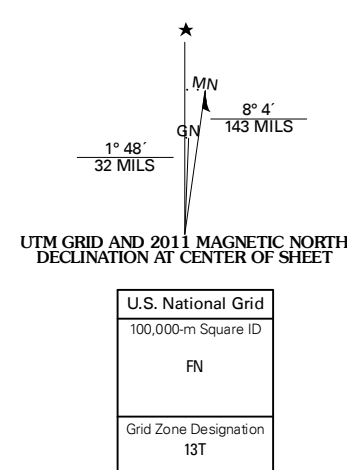 MN
8° 4´
143 MILS
GN
1° 48´
32 MILS
UTM GRID AND 2011 MAGNETIC NORTH
DECLINATION AT CENTER OF SHEET
U.S. National Grid
100,000-m Square ID
FN
Grid Zone Designation
13T